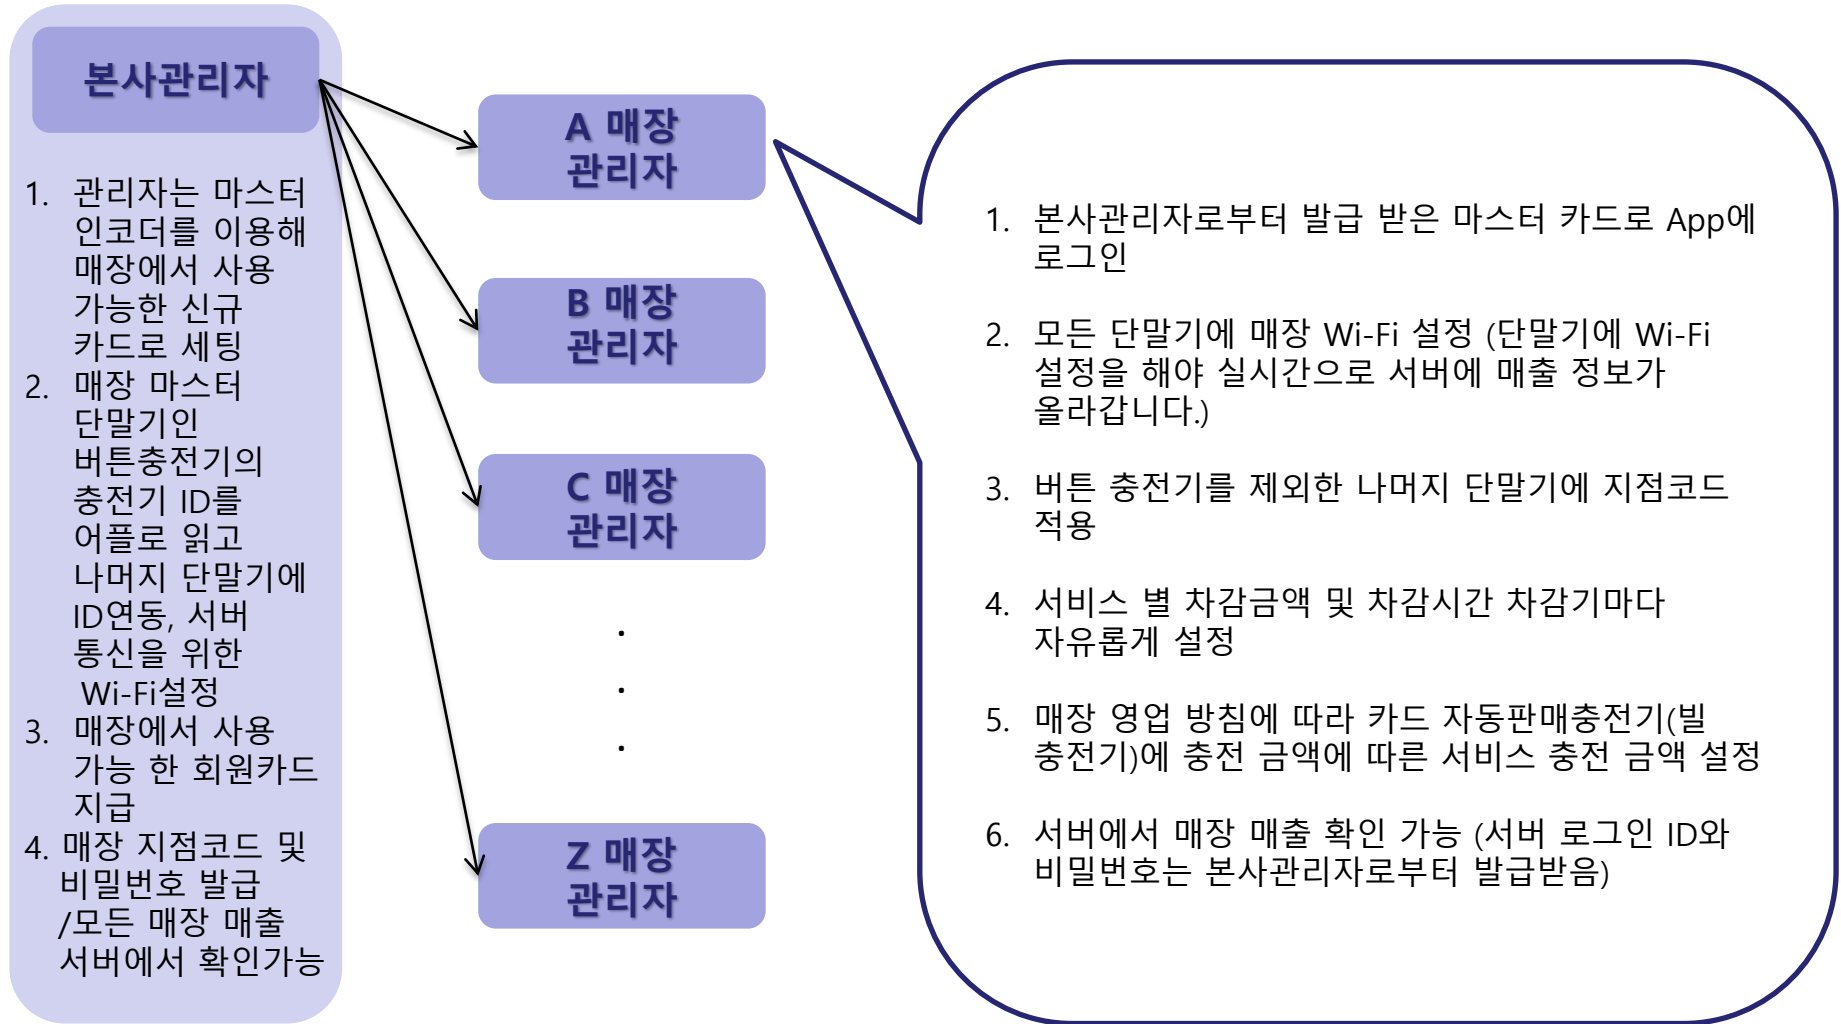 본사관리자
1. 관리자는 마스터
인코더를 이용해
매장에서 사용
가능한 신규
카드로 세팅
2. 매장 마스터
단말기인
버튼충전기의
충전기 ID를
어플로 읽고
나머지 단말기에
ID연동, 서버
통신을 위한
Wi-Fi설정
3. 매장에서 사용
가능 한 회원카드
지급
4. 매장 지점코드 및
비밀번호 발급
/모든 매장 매출
서버에서 확인가능
A 매장
관리자
B 매장
관리자
C 매장
관리자
.
.
.
Z 매장
관리자
1. 본사관리자로부터 발급 받은 마스터 카드로 App에
로그인
2. 모든 단말기에 매장 Wi-Fi 설정 (단말기에 Wi-Fi
설정을 해야 실시간으로 서버에 매출 정보가
올라갑니다.)
3. 버튼 충전기를 제외한 나머지 단말기에 지점코드
적용
4. 서비스 별 차감금액 및 차감시간 차감기마다
자유롭게 설정
5. 매장 영업 방침에 따라 카드 자동판매충전기(빌
충전기)에 충전 금액에 따른 서비스 충전 금액 설정
6. 서버에서 매장 매출 확인 가능 (서버 로그인 ID와
비밀번호는 본사관리자로부터 발급받음)